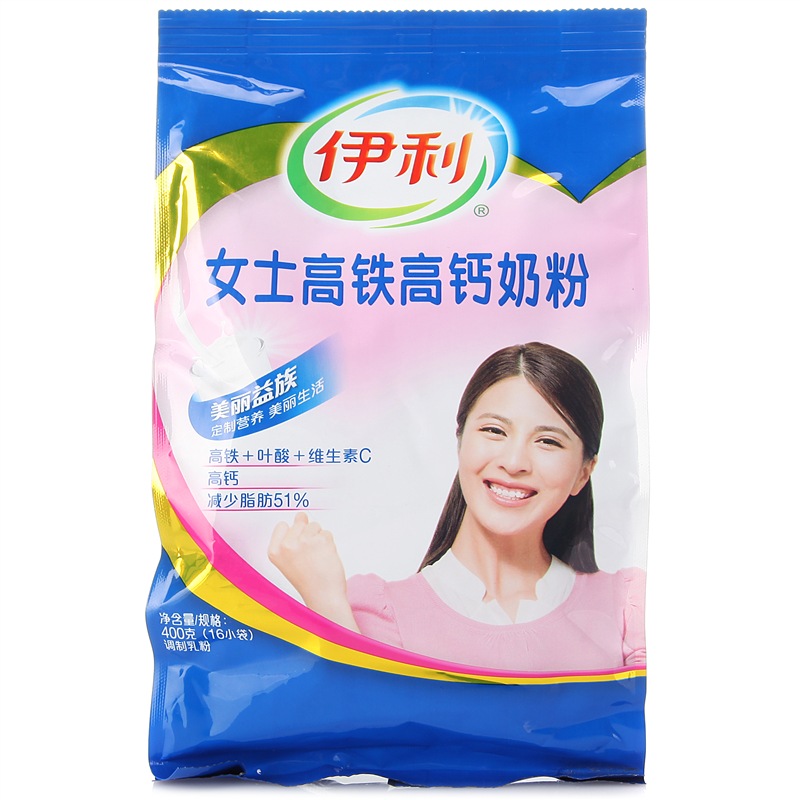 伊利
®
女士高铁高钙奶粉
美丽益族
定制营养 美丽生活
高铁+叶酸+维生素C
高钙
减少脂肪51%
净含量/规格:
400克(16小袋)
调制乳粉